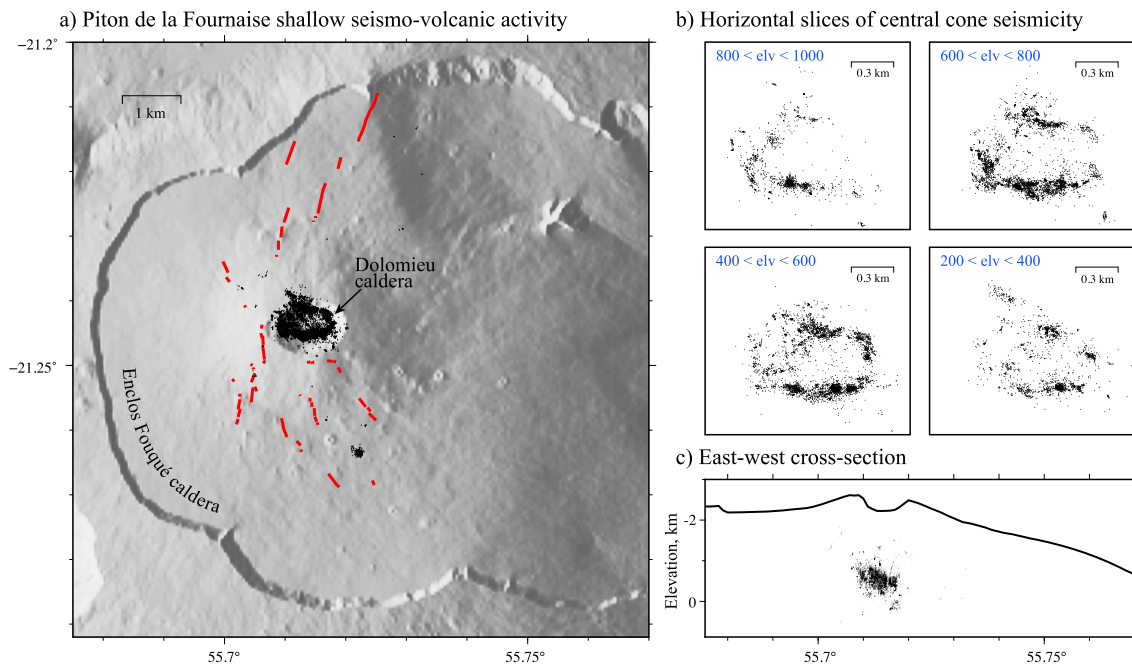 a) Piton de la Fournaise shallow seismo-volcanic activity
−21.2°
1 km
Dolomieu
caldera
−21.25°
Enclos Fouqué caldera
55.7°
55.75°
b) Horizontal slices of central cone seismicity
800 < elv < 1000
0.3 km
600 < elv < 800
0.3 km
400 < elv < 600
0.3 km
200 < elv < 400
0.3 km
c) East-west cross-section
Elevation, km
-2
0
55.7°
55.75°